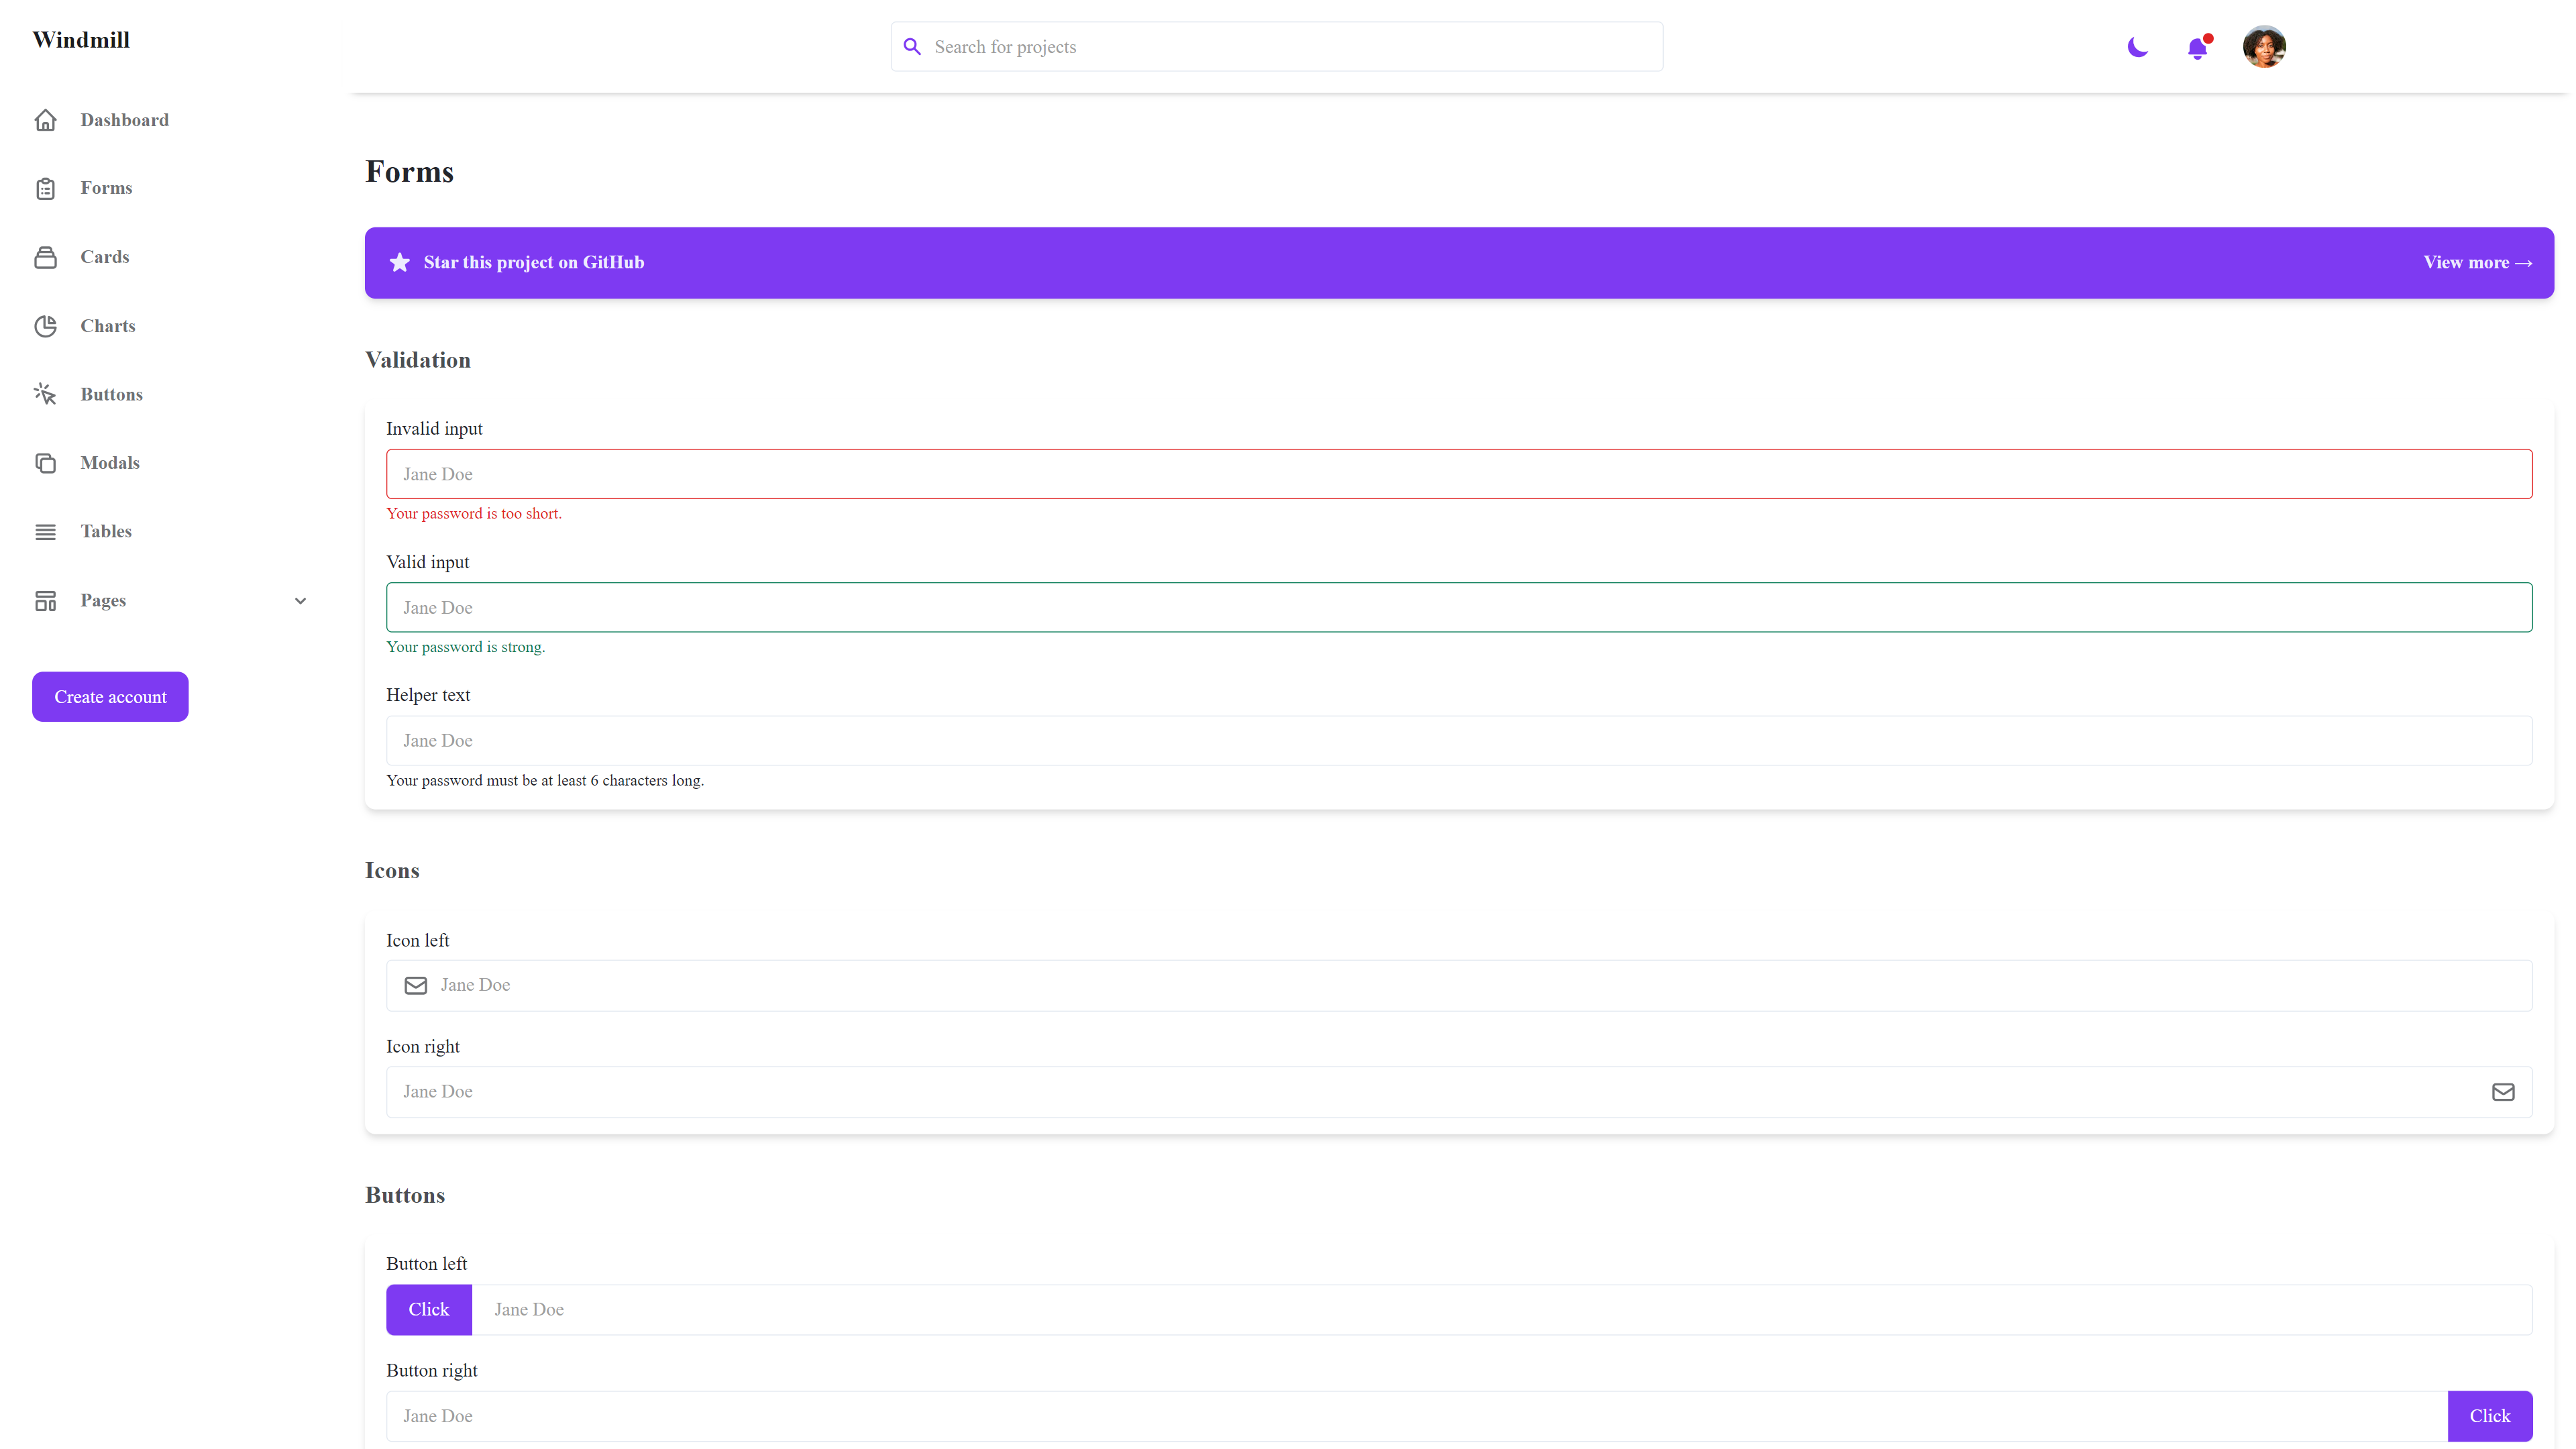 Windmill
Search for projects
Dashboard
Forms
Cards
Charts
Buttons
Modals
Tables
Pages
Create account
Forms
Star this project on GitHub
View more →
Validation
Invalid input
Jane Doe
Your password is too short.
Valid input
Jane Doe
Your password is strong.
Helper text
Jane Doe
Your password must be at least 6 characters long.
Icons
Icon left
Jane Doe
Icon right
Jane Doe
Buttons
Button left
Click
Jane Doe
Button right
Jane Doe
Click